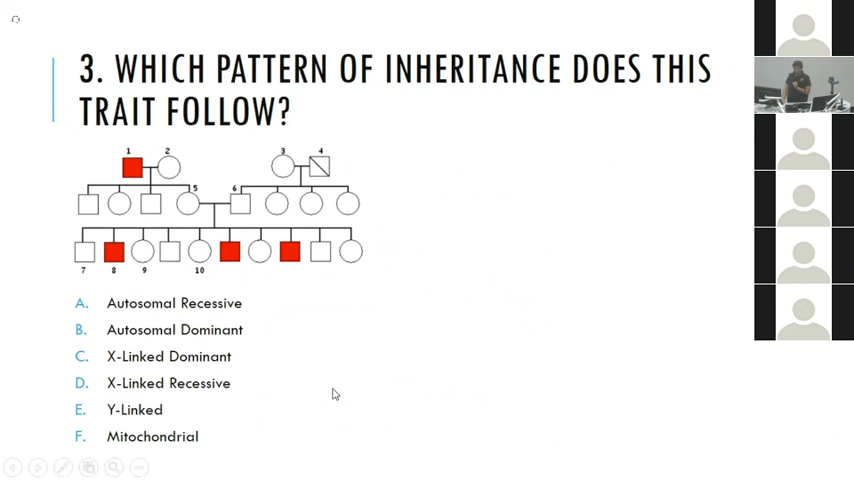 3. WHICH PATTERN OF INHERITANCE DOES THIS
TRAIT FOLLOW?
1 2 3 4
5 6
7 8 9 10
A. Autosomal Recessive
B. Autosomal Dominant
C. X-Linked Dominant
D. X-Linked Recessive
E. Y-Linked
F. Mitochondrial